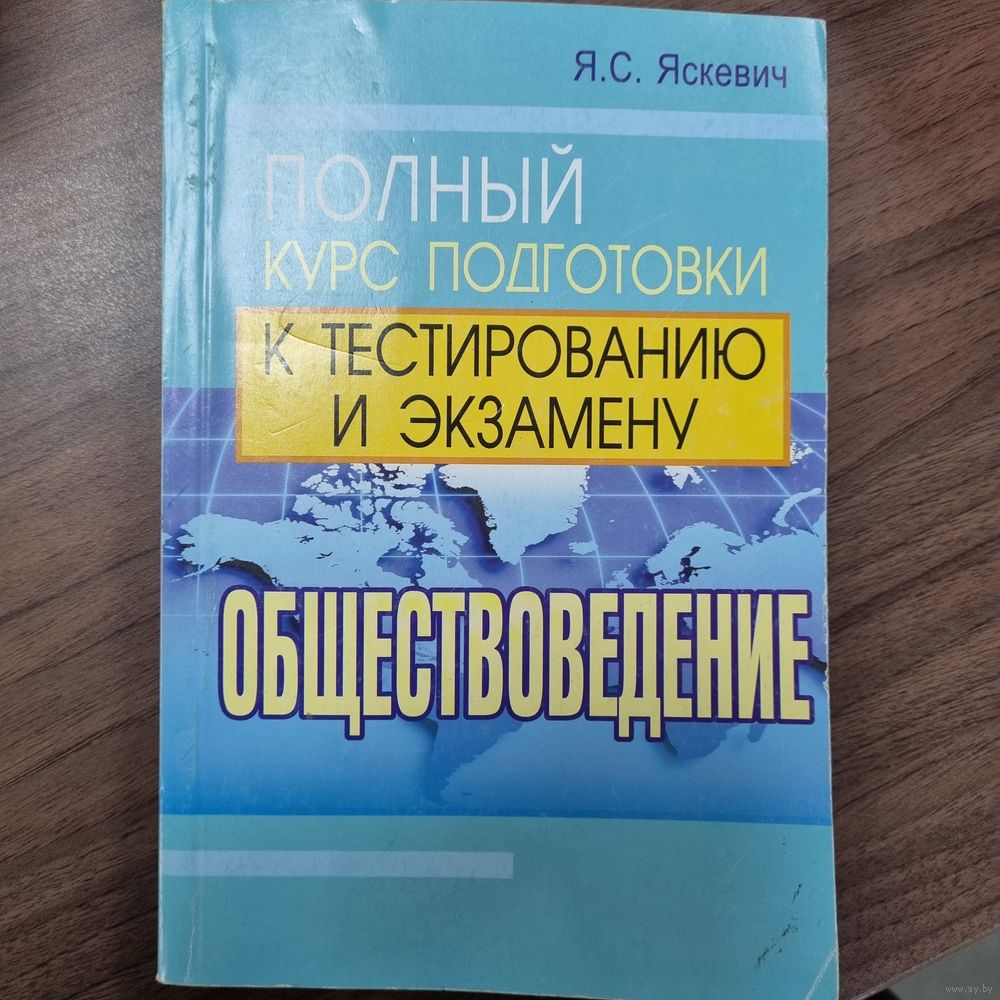 Я.С. Яскевич
ПОЛНЫЙ
КУРС ПОДГОТОВКИ
К ТЕСТИРОВАНИЮ
И ЭКЗАМЕНУ
ОБЩЕСТВОВЕДЕНИЕ
www.ay.by